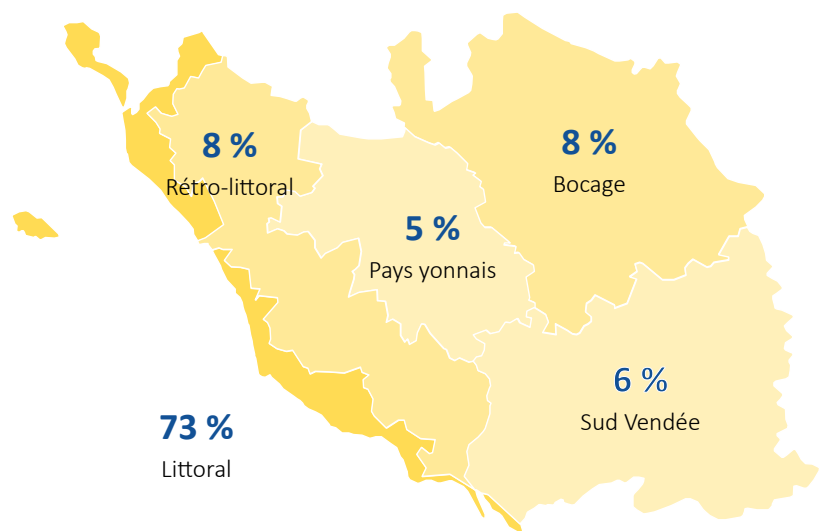 8 %
Rétro-littoral
8 %
Bocage
5 %
Pays yonnais
6 %
Sud Vendée
73 %
Littoral